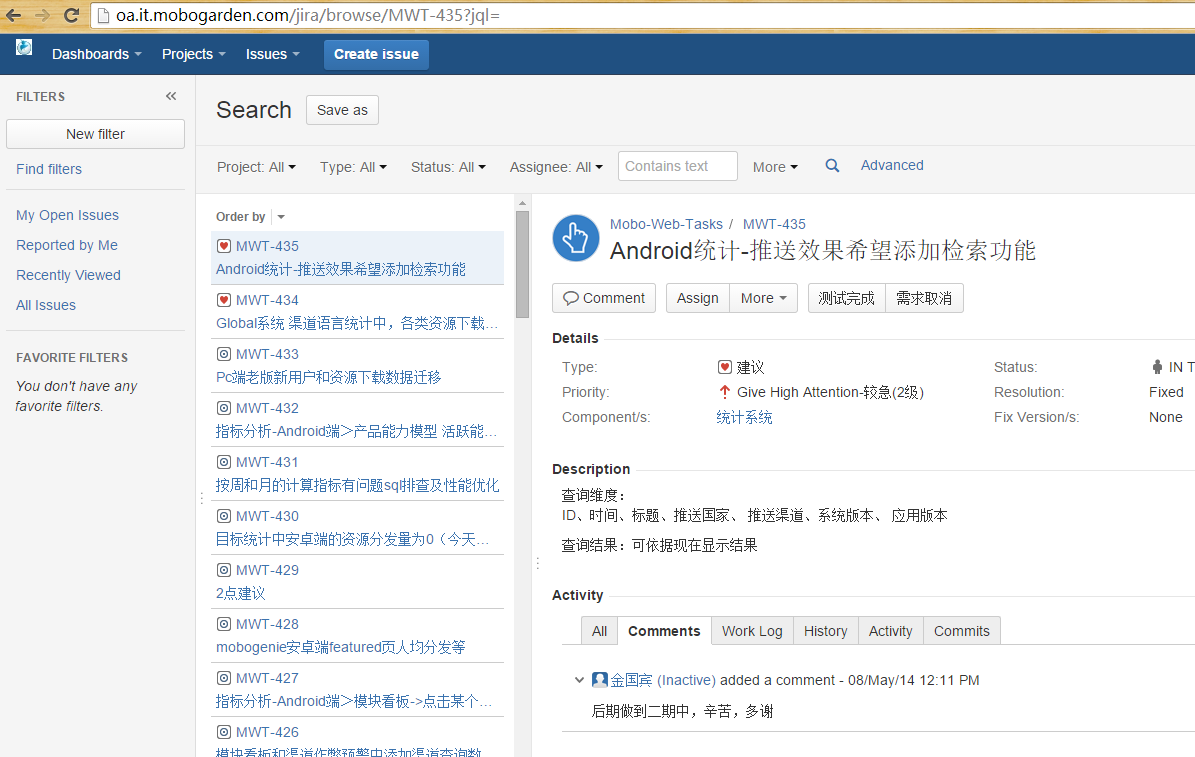 oa.it.mobogarden.com/jira/browse/MWT-435?jql=
Dashboards Projects Issues Create issue
FILTERS
New filter
Find filters
My Open Issues
Reported by Me
Recently Viewed
All Issues
FAVORITE FILTERS
You don't have any
favorite filters.
Search Save as
Project: All Type: All Status: All Assignee: All Contains text More Advanced
Order by
MWT-435
Android统计-推送效果希望添加检索功能
MWT-434
Global系统 渠道语言统计中，各类资源下载…
MWT-433
Pc端老版新用户和资源下载数据迁移
MWT-432
指标分析-Android端＞产品能力模型 活跃能…
MWT-431
按周和月的计算指标有问题sql排查及性能优化
MWT-430
目标统计中安卓端的资源分发量为0（今天…
MWT-429
2点建议
MWT-428
mobogenie安卓端featured页人均分发等
MWT-427
指标分析-Android端＞模块看板->点击某个…
MWT-426
模块看板和渠道作弊预警中添加渠道查询数
Mobo-Web-Tasks / MWT-435
Android统计-推送效果希望添加检索功能
Comment Assign More 测试完成 需求取消
Details
Type: 建议 Status: IN T
Priority: Give High Attention-较急(2级) Resolution: Fixed
Component/s: 统计系统 Fix Version/s: None
Description
查询维度：
ID、时间、标题、推送国家、 推送渠道、系统版本、 应用版本
查询结果：可依据现在显示结果
Activity
All Comments Work Log History Activity Commits
金国宾 (Inactive) added a comment - 08/May/14 12:11 PM
后期做到二期中，辛苦，多谢